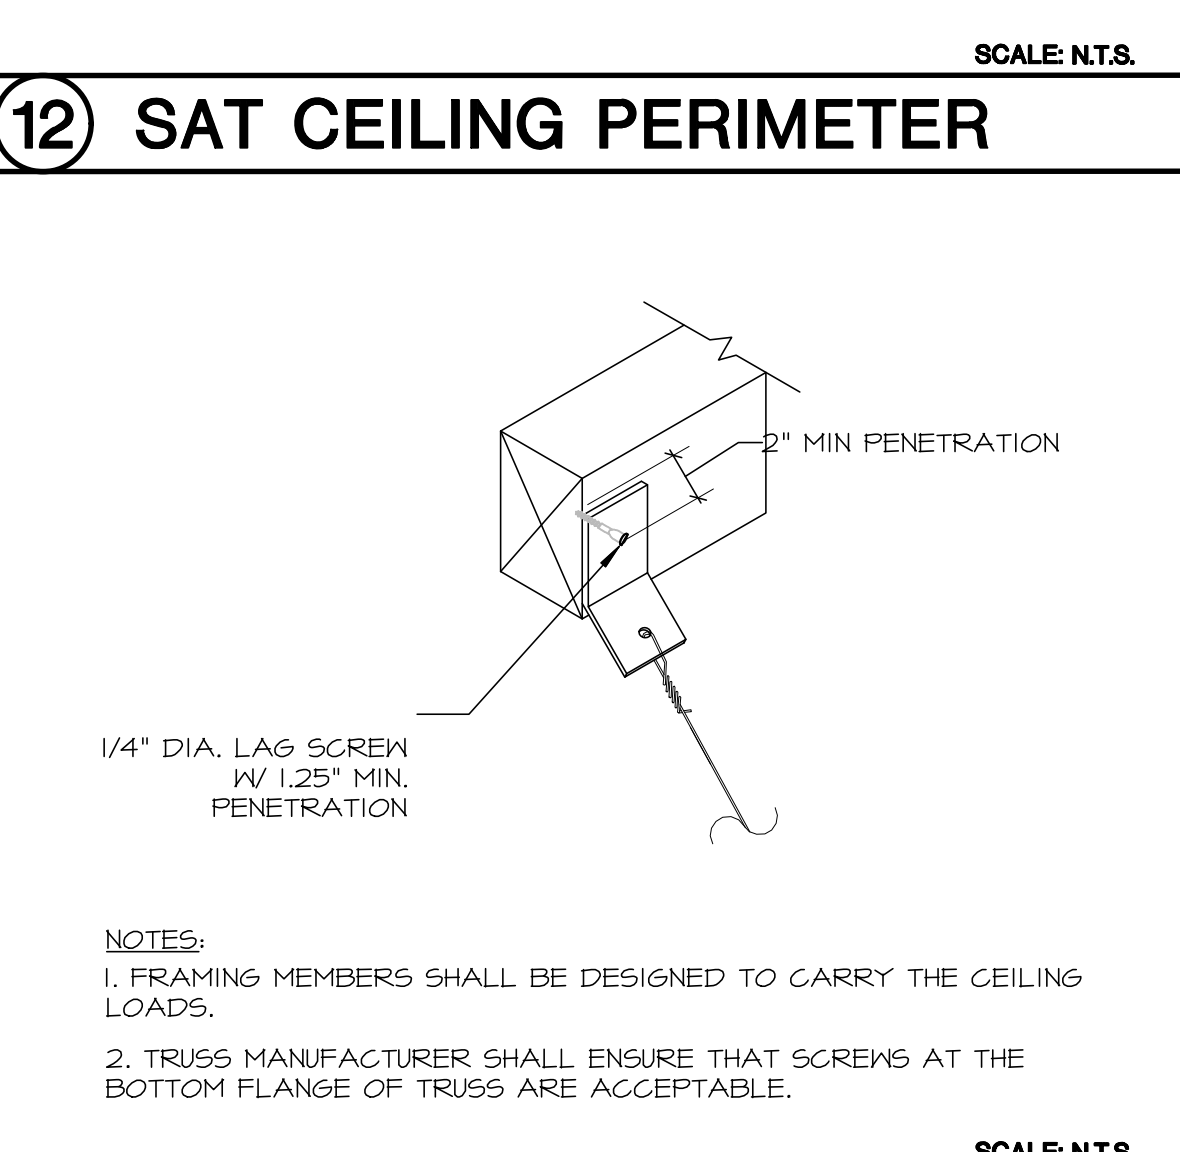 SCALE: N.T.S.
12 SAT CEILING PERIMETER
2" MIN PENETRATION
1/4" DIA. LAG SCREW
W/ 1.25" MIN.
PENETRATION
NOTES:
1. FRAMING MEMBERS SHALL BE DESIGNED TO CARRY THE CEILING
LOADS.
2. TRUSS MANUFACTURER SHALL ENSURE THAT SCREWS AT THE
BOTTOM FLANGE OF TRUSS ARE ACCEPTABLE.
SCALE: N.T.S.